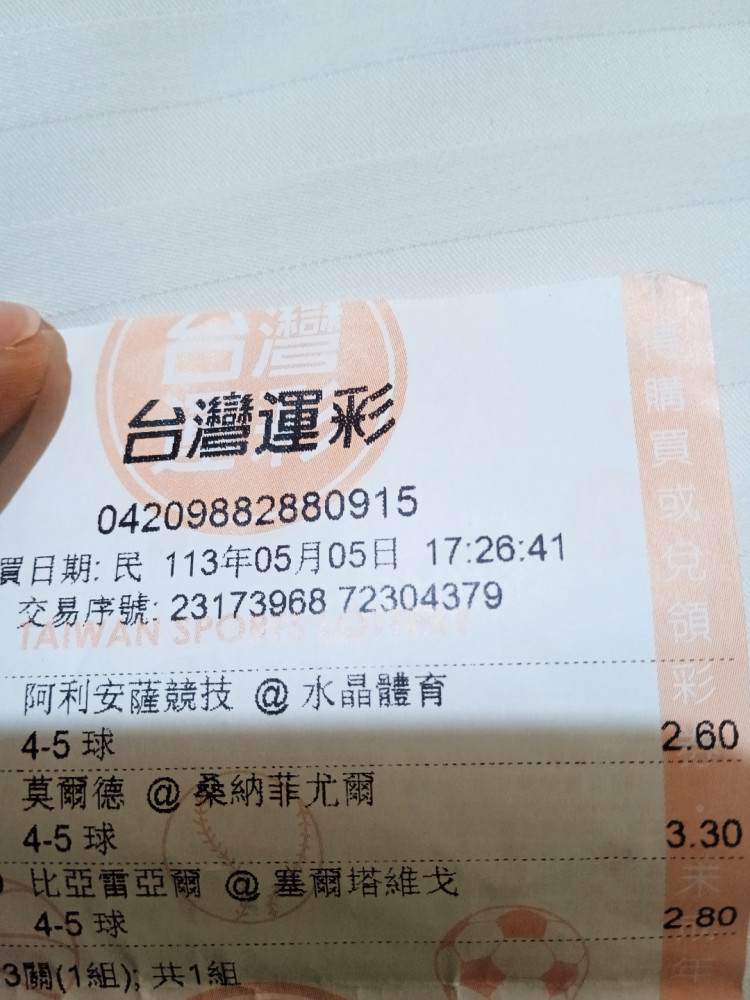 台灣運彩
04209882880915
買日期: 民 113年05月05日 17:26:41
交易序號: 23173968 72304379
TAIWAN SPORTS LOTTERY
阿利安薩競技 @ 水晶體育
4-5 球 2.60
莫爾德 @ 桑納菲尤爾
4-5 球 3.30
比亞雷亞爾 @ 塞爾塔維戈
4-5 球 2.80
3關(1組); 共1組
購買或兌領彩
未
年